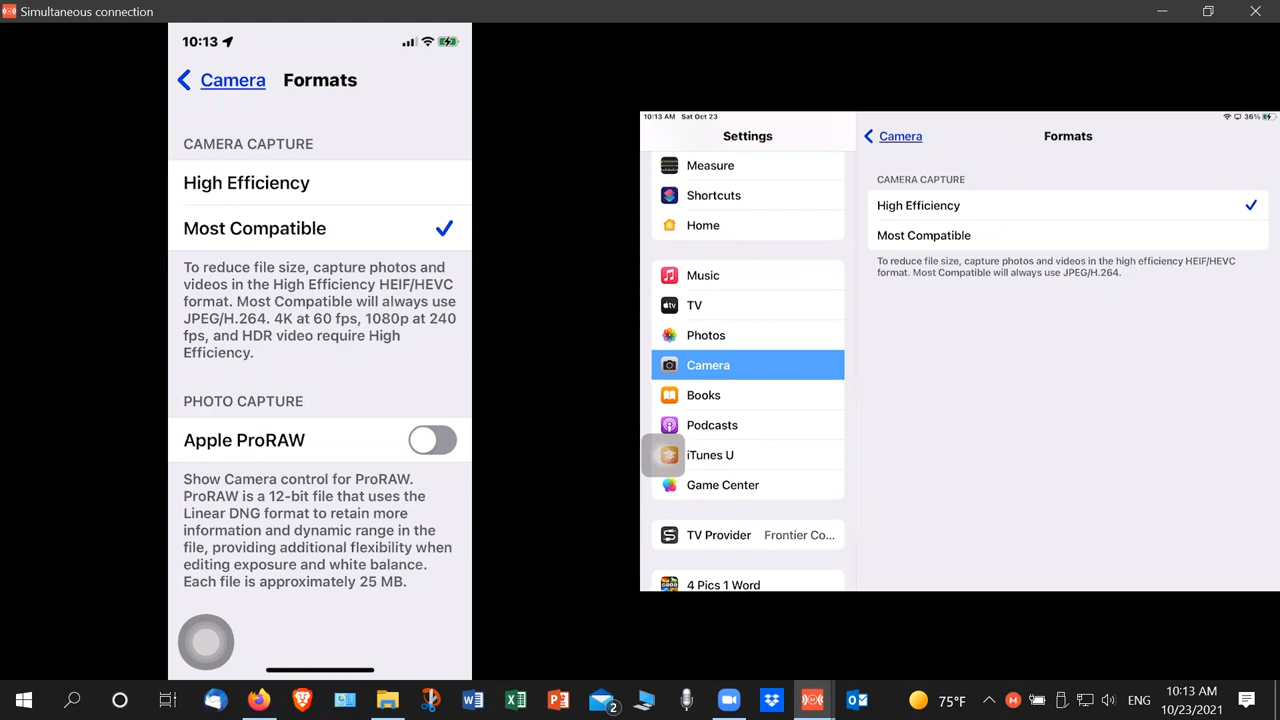 Simultaneous connection
10:13
Camera
Formats
CAMERA CAPTURE
High Efficiency
Most Compatible
To reduce file size, capture photos and
videos in the High Efficiency HEIF/HEVC
format. Most Compatible will always use
JPEG/H.264. 4K at 60 fps, 1080p at 240
fps, and HDR video require High
Efficiency.
PHOTO CAPTURE
Apple ProRAW
Show Camera control for ProRAW.
ProRAW is a 12-bit file that uses the
Linear DNG format to retain more
information and dynamic range in the
file, providing additional flexibility when
editing exposure and white balance.
Each file is approximately 25 MB.
10:13 AM Sat Oct 23
36%
Settings
Measure
Shortcuts
Home
Music
TV
Photos
Camera
Books
Podcasts
iTunes U
Game Center
TV Provider Frontier Co...
4 Pics 1 Word
Camera
Formats
CAMERA CAPTURE
High Efficiency
Most Compatible
To reduce file size, capture photos and videos in the high efficiency HEIF/HEVC
format. Most Compatible will always use JPEG/H.264.
2
75°F
ENG
10:13 AM
10/23/2021